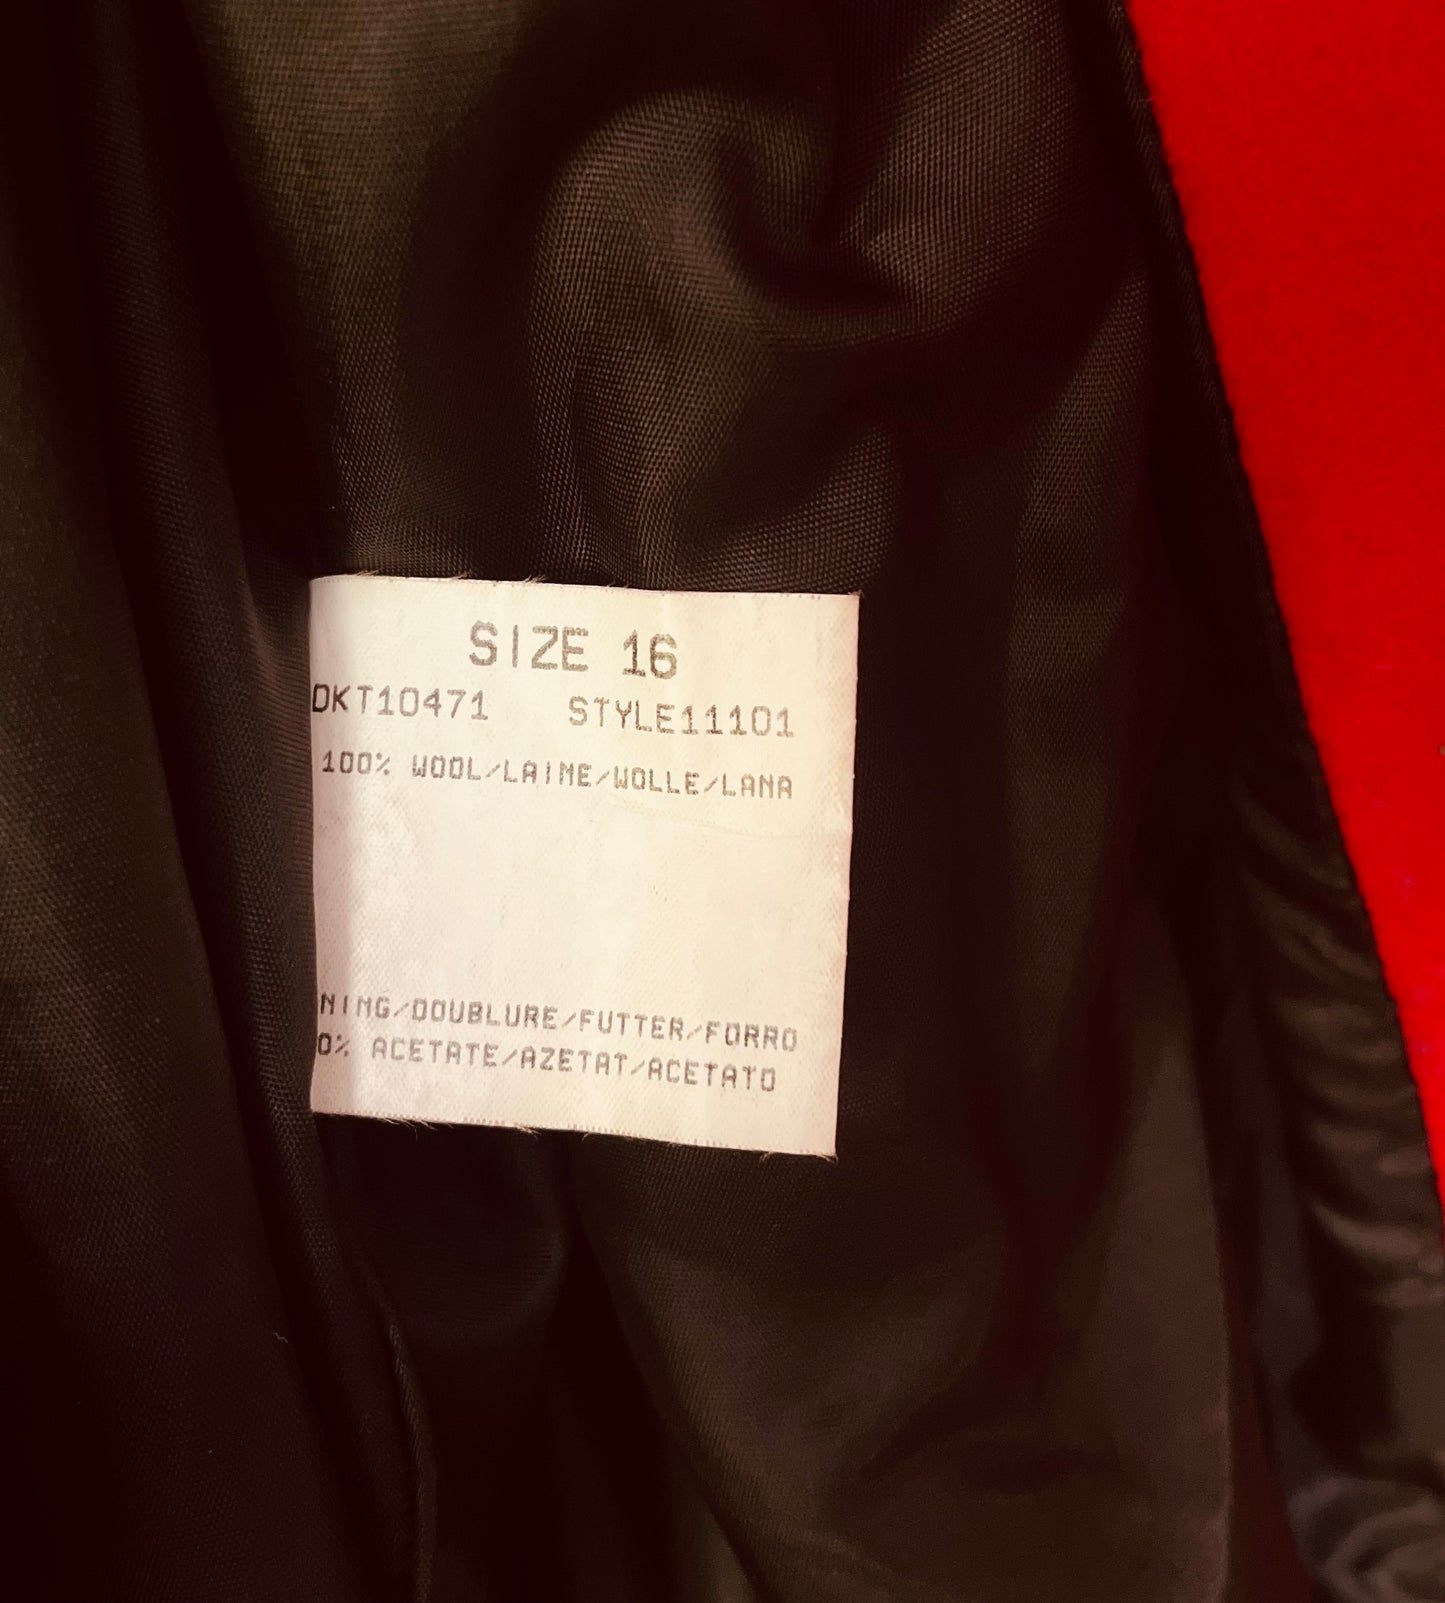 SIZE 16
DKT10471 STYLE11101
100% WOOL/LAINE/WOLLE/LANA
NING/DOUBLURE/FUTTER/FORRO
0% ACETATE/AZETAT/ACETATO